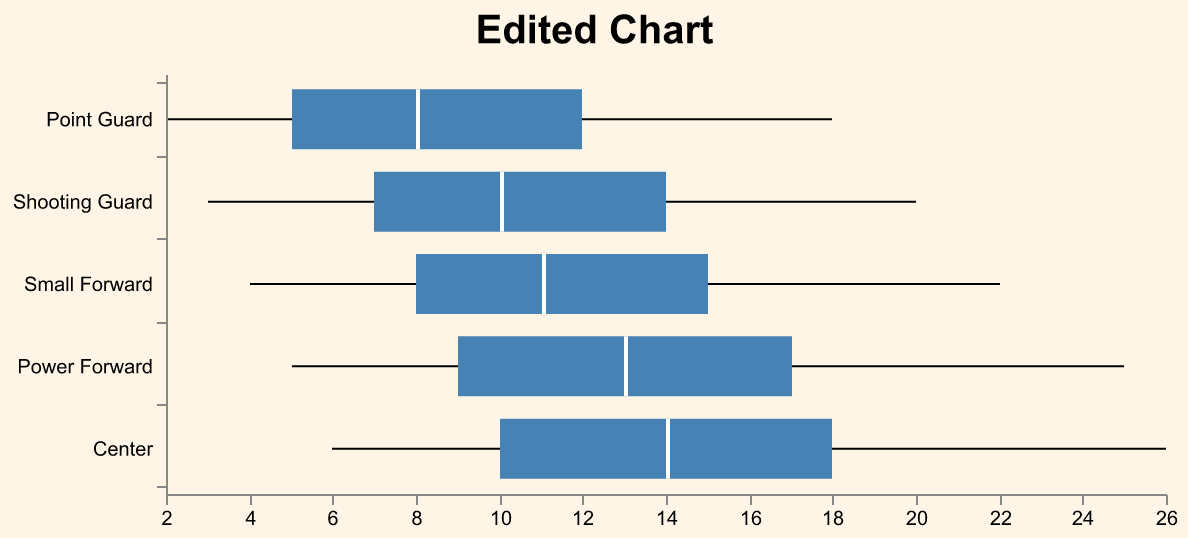 Edited Chart
Point Guard
Shooting Guard
Small Forward
Power Forward
Center
2 4 6 8 10 12 14 16 18 20 22 24 26